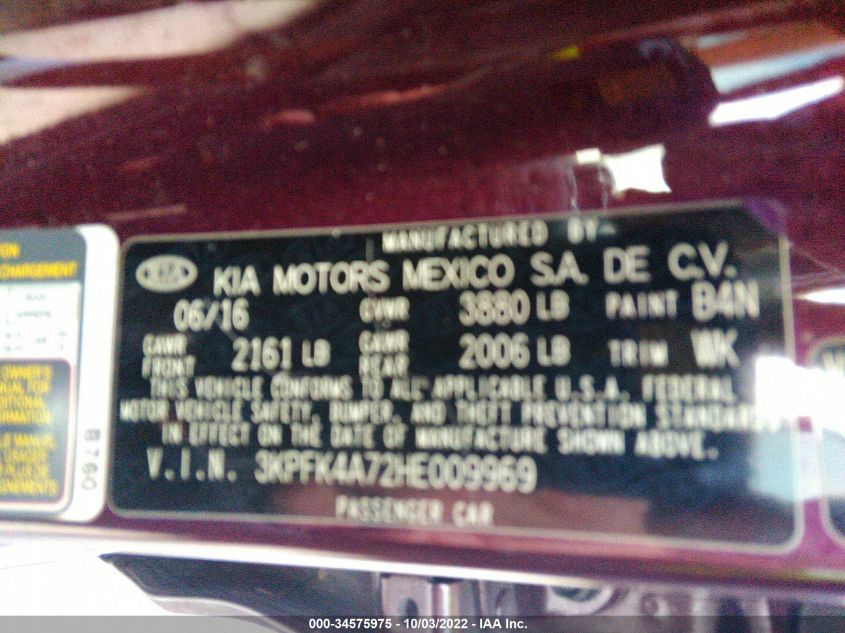 MANUFACTURED BY
KIA KIA MOTORS MEXICO S.A. DE C.V.
06/16 GVWR 3880 LB PAINT B4N
GAWR FRONT 2161 LB GAWR REAR 2006 LB TRIM WK
THIS VEHICLE CONFORMS TO ALL APPLICABLE U.S.A. FEDERAL
MOTOR VEHICLE SAFETY, BUMPER, AND THEFT PREVENTION STANDARDS
IN EFFECT ON THE DATE OF MANUFACTURE SHOWN ABOVE.
V.I.N. 3KPFK4A72HE009969
PASSENGER CAR
CHARGEMENT
OWNER'S
B760
000-34575975 - 10/03/2022 - IAA Inc.